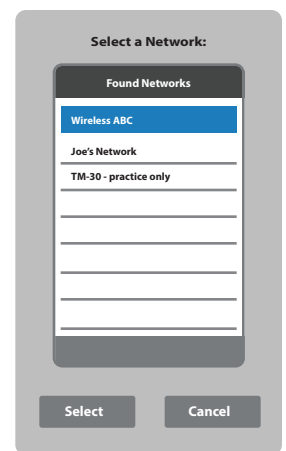 Select a Network:
Found Networks
Wireless ABC
Joe's Network
TM-30 - practice only
Select Cancel